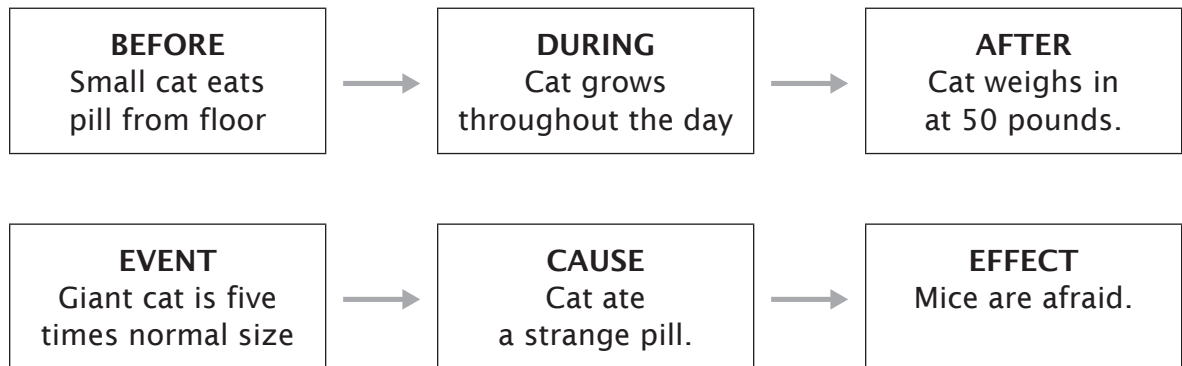 BEFORE
Small cat eats
pill from floor
DURING
Cat grows
throughout the day
AFTER
Cat weighs in
at 50 pounds.
EVENT
Giant cat is five
times normal size
CAUSE
Cat ate
a strange pill.
EFFECT
Mice are afraid.